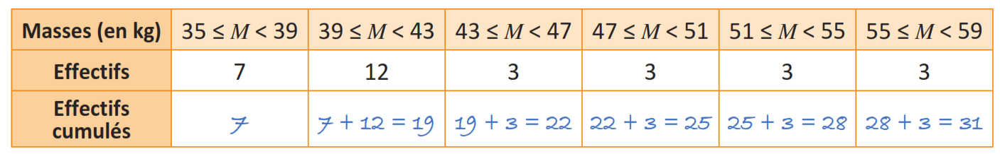 Masses (en kg) 35 ≤ M < 39 39 ≤ M < 43 43 ≤ M < 47 47 ≤ M < 51 51 ≤ M < 55 55 ≤ M < 59
Effectifs 7 12 3 3 3 3
Effectifs
cumulés 7 7 + 12 = 19 19 + 3 = 22 22 + 3 = 25 25 + 3 = 28 28 + 3 = 31